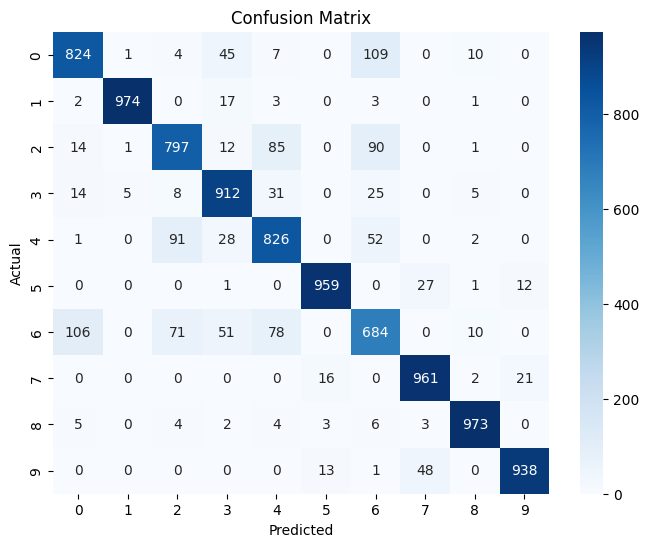 Confusion Matrix
0 824 1 4 45 7 0 109 0 10 0
1 2 974 0 17 3 0 3 0 1 0
800
2 14 1 797 12 85 0 90 0 1 0
3 14 5 8 912 31 0 25 0 5 0
600
Actual
4 1 0 91 28 826 0 52 0 2 0
5 0 0 0 1 0 959 0 27 1 12
400
6 106 0 71 51 78 0 684 0 10 0
7 0 0 0 0 0 16 0 961 2 21
200
8 5 0 4 2 4 3 6 3 973 0
9 0 0 0 0 0 13 1 48 0 938
0
0 1 2 3 4 5 6 7 8 9
Predicted